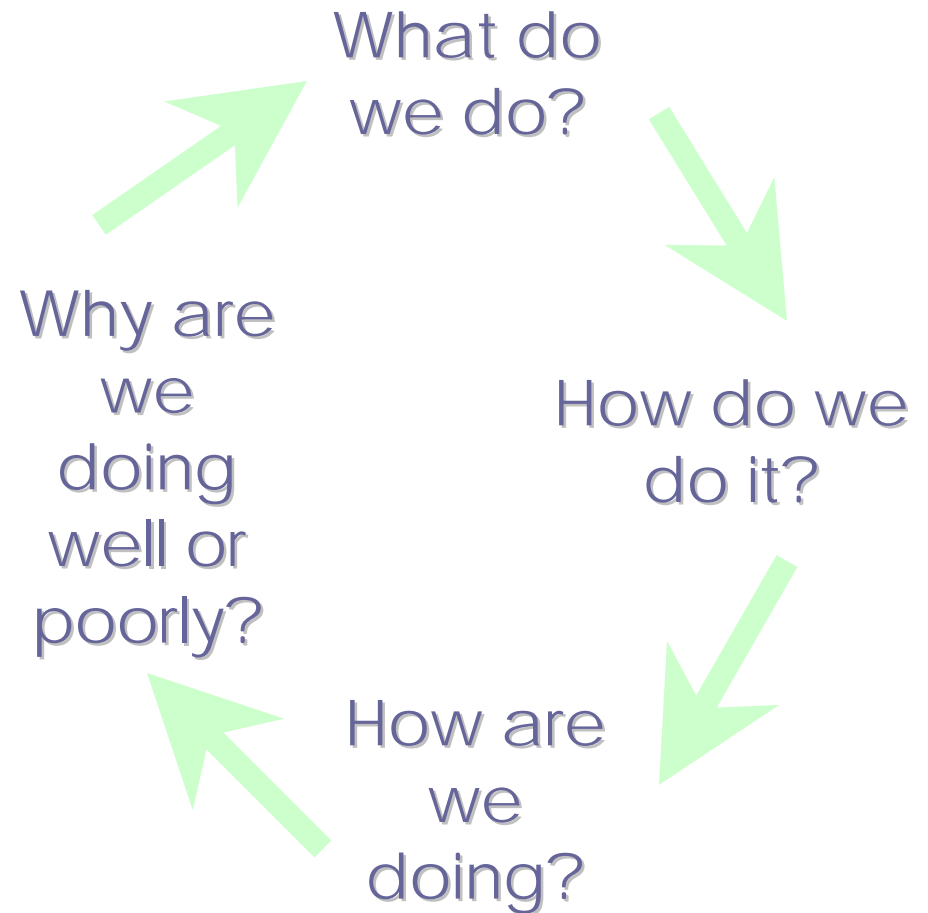 What do
we do?
How do we
do it?
How are
we
doing?
Why are
we
doing
well or
poorly?